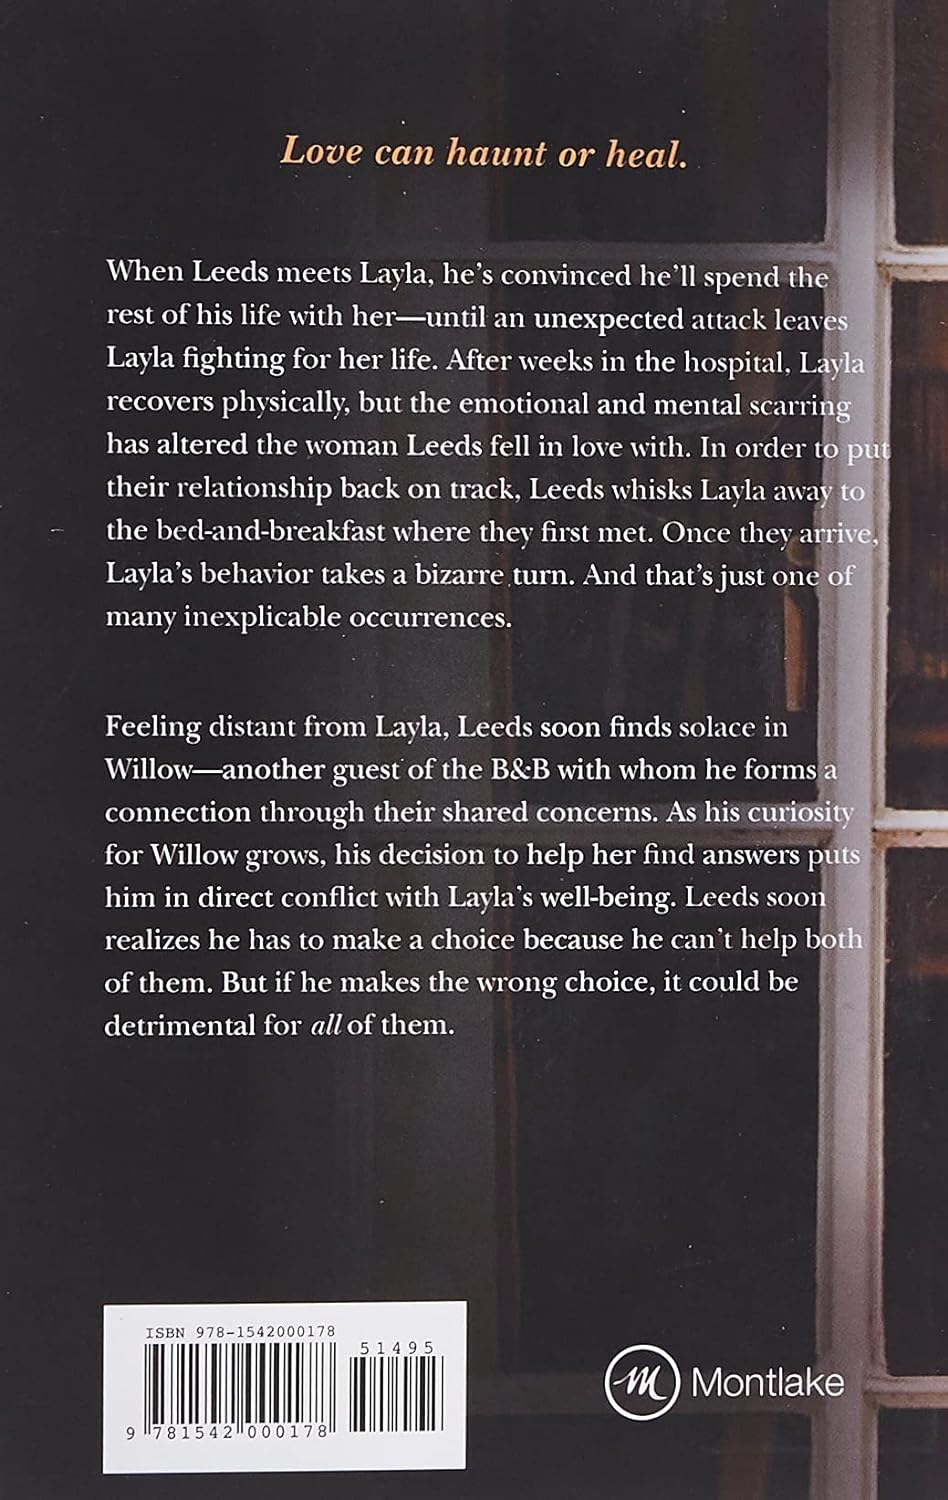 Love can haunt or heal.
When Leeds meets Layla, he's convinced he'll spend the
rest of his life with her—until an unexpected attack leaves
Layla fighting for her life. After weeks in the hospital, Layla
recovers physically, but the emotional and mental scarring
has altered the woman Leeds fell in love with. In order to put
their relationship back on track, Leeds whisks Layla away to
the bed-and-breakfast where they first met. Once they arrive,
Layla's behavior takes a bizarre turn. And that's just one of
many inexplicable occurrences.
Feeling distant from Layla, Leeds soon finds solace in
Willow—another guest of the B&B with whom he forms a
connection through their shared concerns. As his curiosity
for Willow grows, his decision to help her find answers puts
him in direct conflict with Layla's well-being. Leeds soon
realizes he has to make a choice because he can't help both
of them. But if he makes the wrong choice, it could be
detrimental for all of them.
ISBN 978-1542000178
51495
9 781542 000178
m Montlake